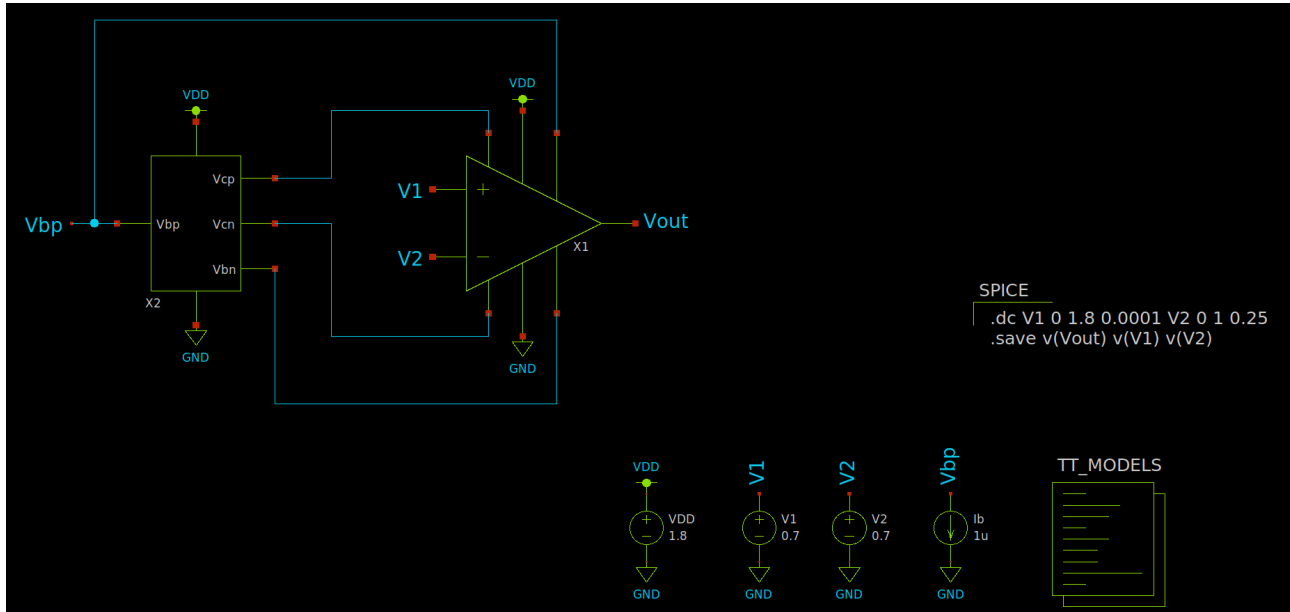 VDD
VDD
Vcp
V1
+
Vbp
Vbp
Vcn
Vout
V2
−
X1
Vbn
X2
GND
GND
SPICE
.dc V1 0 1.8 0.0001 V2 0 1 0.25
.save v(Vout) v(V1) v(V2)
VDD
VDD
1.8
GND
V1
V1
0.7
GND
V2
V2
0.7
GND
Vbp
Ib
1u
GND
TT_MODELS